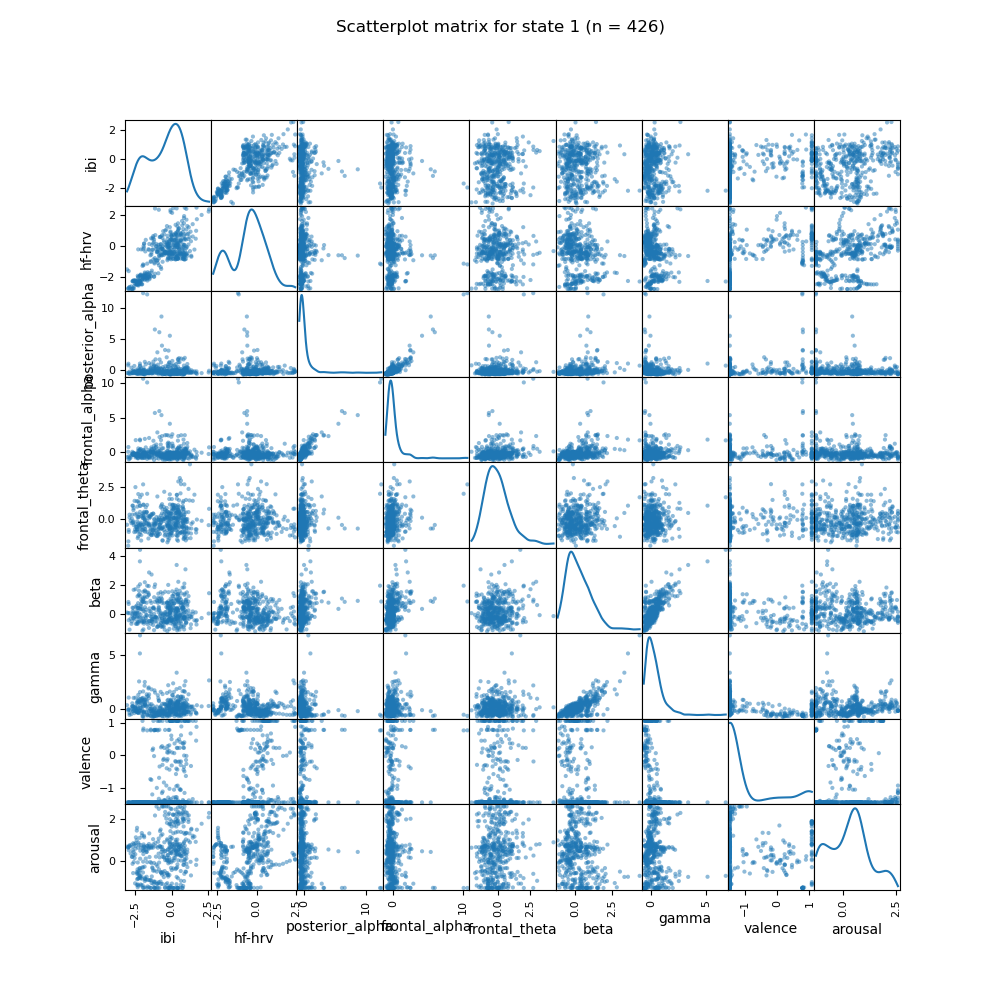 Scatterplot matrix for state 1 (n = 426)
ibi
2
0
−2
hf-hrv
2
0
−2
posterior_alpha
10
5
0
frontal_alpha
10
5
0
frontal_theta
2.5
0.0
beta
4
2
0
gamma
5
0
valence
1
0
−1
arousal
2
0
−2.5 0.0 2.5 −2.5 0.0 2.5 0 10 0 10 0.0 2.5 0.0 2.5 0 5 −1 0 1 0.0 2.5
ibi hf-hrv posterior_alpha frontal_alpha frontal_theta beta gamma valence arousal